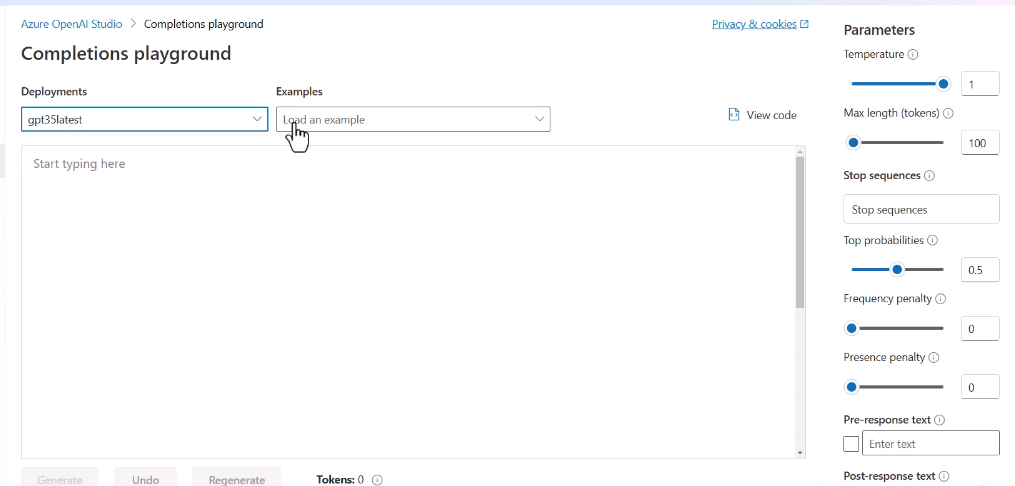 Azure OpenAI Studio > Completions playground
Privacy & cookies
Completions playground
Deployments
Examples
gpt35latest
Load an example
View code
Start typing here
Generate
Undo
Regenerate
Tokens: 0
Parameters
Temperature
1
Max length (tokens)
100
Stop sequences
Stop sequences
Top probabilities
0.5
Frequency penalty
0
Presence penalty
0
Pre-response text
Enter text
Post-response text